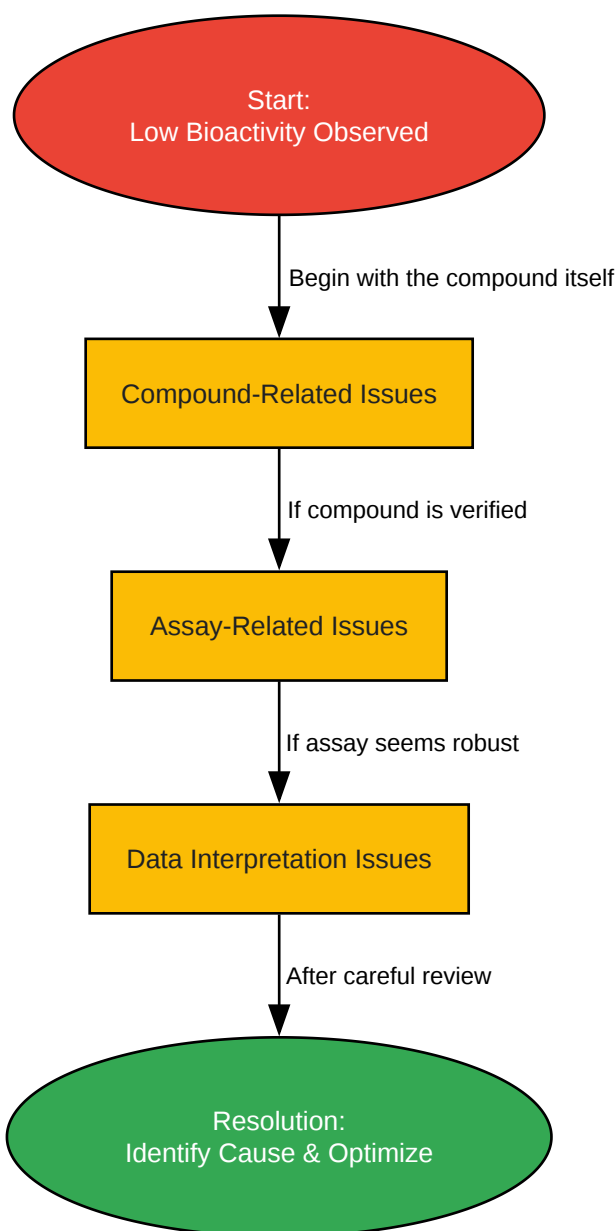 Start:
Low Bioactivity Observed
Begin with the compound itself
Compound-Related Issues
If compound is verified
Assay-Related Issues
If assay seems robust
Data Interpretation Issues
After careful review
Resolution:
Identify Cause & Optimize